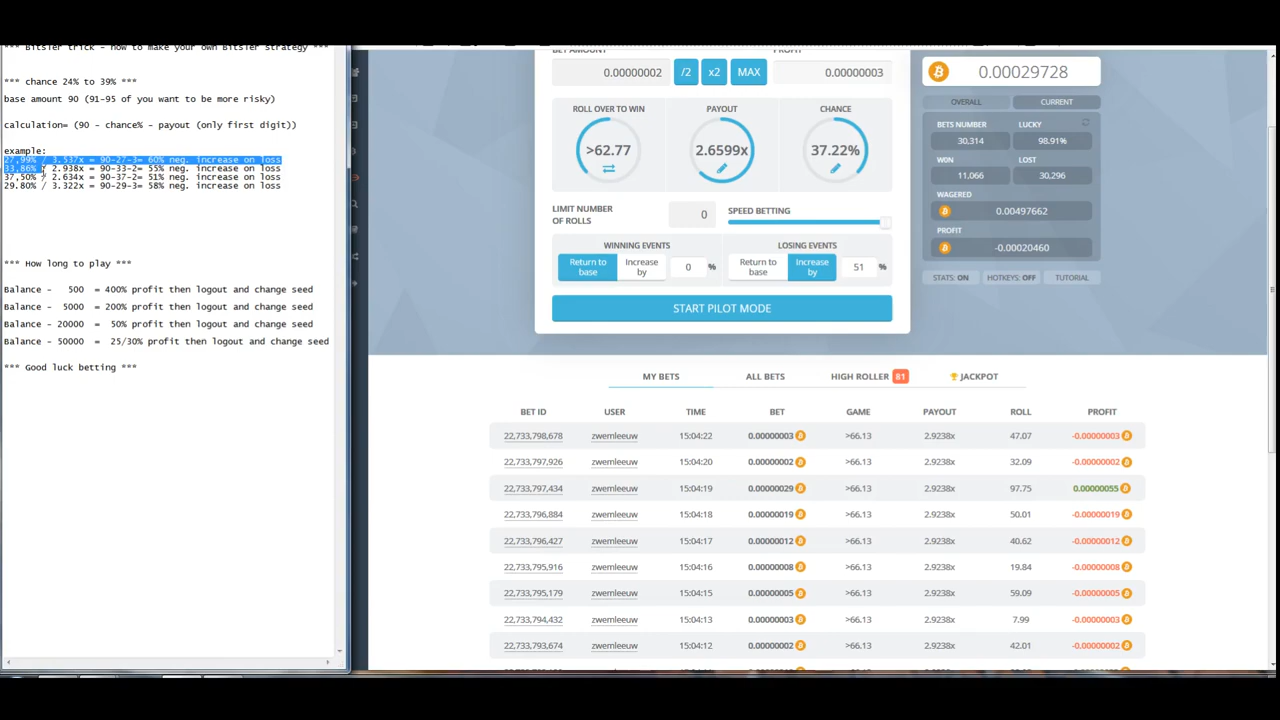 *** Bitsler trick - how to make your own Bitsler strategy ***
*** chance 24% to 39% ***
base amount 90 (91-95 of you want to be more risky)
calculation= (90 - chance% - payout (only first digit))
example:
27,99% / 3.537x = 90-27-3= 60% neg. increase on loss
33,86% / 2.938x = 90-33-2= 55% neg. increase on loss
37,50% / 2.634x = 90-37-2= 51% neg. increase on loss
29.80% / 3.322x = 90-29-3= 58% neg. increase on loss
*** How long to play ***
Balance - 500 = 400% profit then logout and change seed
Balance - 5000 = 200% profit then logout and change seed
Balance - 20000 = 50% profit then logout and change seed
Balance - 50000 = 25/30% profit then logout and change seed
*** Good luck betting ***
BET AMOUNT PROFIT
0.00000002 /2 x2 MAX 0.00000003
ROLL OVER TO WIN PAYOUT CHANCE
>62.77 2.6599x 37.22%
LIMIT NUMBER OF ROLLS 0 SPEED BETTING
WINNING EVENTS LOSING EVENTS
Return to base Increase by 0 % Return to base Increase by 51 %
START PILOT MODE
0.00029728
OVERALL CURRENT
BETS NUMBER LUCKY
30,314 98.91%
WON LOST
11,066 30,296
WAGERED
0.00497662
PROFIT
-0.00020460
STATS: ON HOTKEYS: OFF TUTORIAL
MY BETS ALL BETS HIGH ROLLER 81 JACKPOT
BET ID USER TIME BET GAME PAYOUT ROLL PROFIT
22,733,798,678 zwemleeuw 15:04:22 0.00000003 >66.13 2.9238x 47.07 -0.00000003
22,733,797,926 zwemleeuw 15:04:20 0.00000002 >66.13 2.9238x 32.09 -0.00000002
22,733,797,434 zwemleeuw 15:04:19 0.00000029 >66.13 2.9238x 97.75 0.00000055
22,733,796,884 zwemleeuw 15:04:18 0.00000019 >66.13 2.9238x 50.01 -0.00000019
22,733,796,427 zwemleeuw 15:04:17 0.00000012 >66.13 2.9238x 40.62 -0.00000012
22,733,795,916 zwemleeuw 15:04:16 0.00000008 >66.13 2.9238x 19.84 -0.00000008
22,733,795,179 zwemleeuw 15:04:15 0.00000005 >66.13 2.9238x 59.09 -0.00000005
22,733,794,432 zwemleeuw 15:04:13 0.00000003 >66.13 2.9238x 7.99 -0.00000003
22,733,793,674 zwemleeuw 15:04:12 0.00000002 >66.13 2.9238x 42.01 -0.00000002